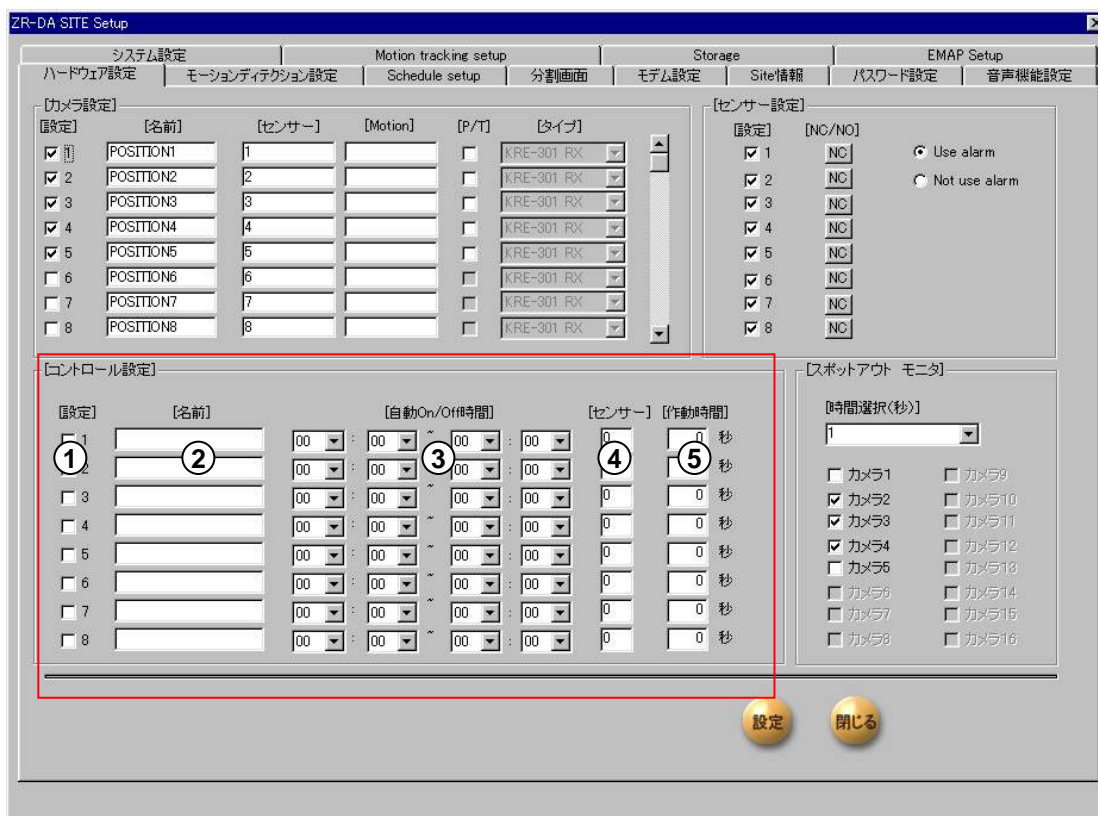 ZR-DA SITE Setup
システム設定 Motion tracking setup Storage EMAP Setup
ハードウェア設定 モーションディテクション設定 Schedule setup 分割画面 モデム設定 Site情報 パスワード設定 音声機能設定
[カメラ設定]
[設定] [名前] [センサー] [Motion] [P/T] [タイプ]
1 POSITION1 1 KRE-301 RX
2 POSITION2 2 KRE-301 RX
3 POSITION3 3 KRE-301 RX
4 POSITION4 4 KRE-301 RX
5 POSITION5 5 KRE-301 RX
6 POSITION6 6 KRE-301 RX
7 POSITION7 7 KRE-301 RX
8 POSITION8 8 KRE-301 RX
[センサー設定]
[設定] [NC/NO]
1 NC Use alarm
2 NC Not use alarm
3 NC
4 NC
5 NC
6 NC
7 NC
8 NC
[コントロール設定]
[設定] [名前] [自動On/Off時間] [センサー] [作動時間]
1 00 : 00 ~ 00 : 00 0 0 秒
① ② ③ ④ ⑤
2 00 : 00 ~ 00 : 00 秒
3 00 : 00 ~ 00 : 00 0 0 秒
4 00 : 00 ~ 00 : 00 0 0 秒
5 00 : 00 ~ 00 : 00 0 0 秒
6 00 : 00 ~ 00 : 00 0 0 秒
7 00 : 00 ~ 00 : 00 0 0 秒
8 00 : 00 ~ 00 : 00 0 0 秒
[スポットアウト モニタ]
[時間選択(秒)]
1
カメラ1 カメラ9
カメラ2 カメラ10
カメラ3 カメラ11
カメラ4 カメラ12
カメラ5 カメラ13
カメラ6 カメラ14
カメラ7 カメラ15
カメラ8 カメラ16
設定 閉じる